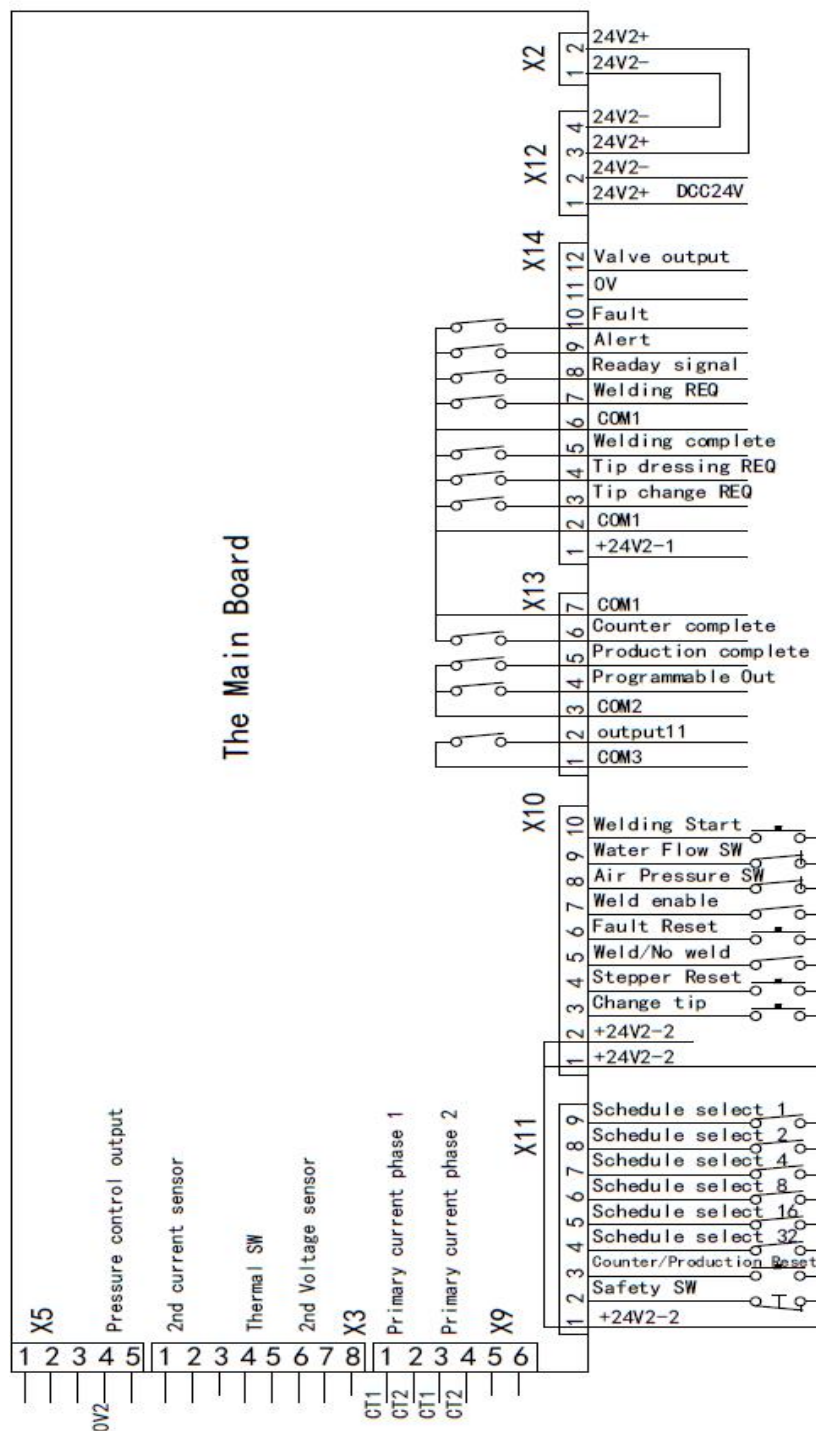 X2
2 24V2+
1 24V2-
X12
4 24V2-
3 24V2+
2 24V2-
1 24V2+ DCC24V
X14
12 Valve output
11 0V
10 Fault
9 Alert
8 Readay signal
7 Welding REQ
6 COM1
5 Welding complete
4 Tip dressing REQ
3 Tip change REQ
2 COM1
1 +24V2-1
X13
7 COM1
6 Counter complete
5 Production complete
4 Programmable Out
3 COM2
2 output11
1 COM3
The Main Board
X10
10 Welding Start
9 Water Flow SW
8 Air Pressure SW
7 Weld enable
6 Fault Reset
5 Weld/No weld
4 Stepper Reset
3 Change tip
2 +24V2-2
1 +24V2-2
X11
9 Schedule select 1
8 Schedule select 2
7 Schedule select 4
6 Schedule select 8
5 Schedule select 16
4 Schedule select 32
3 Counter/Production Reset
2 Safety SW
1 +24V2-2
X5
Pressure control output
1 2 3 4 5
0V2
2nd current sensor
Thermal SW
2nd Voltage sensor
X3
1 2 3 4 5 6 7 8
Primary current phase 1
Primary current phase 2
X9
1 2 3 4 5 6
CT1 CT2 CT1 CT2